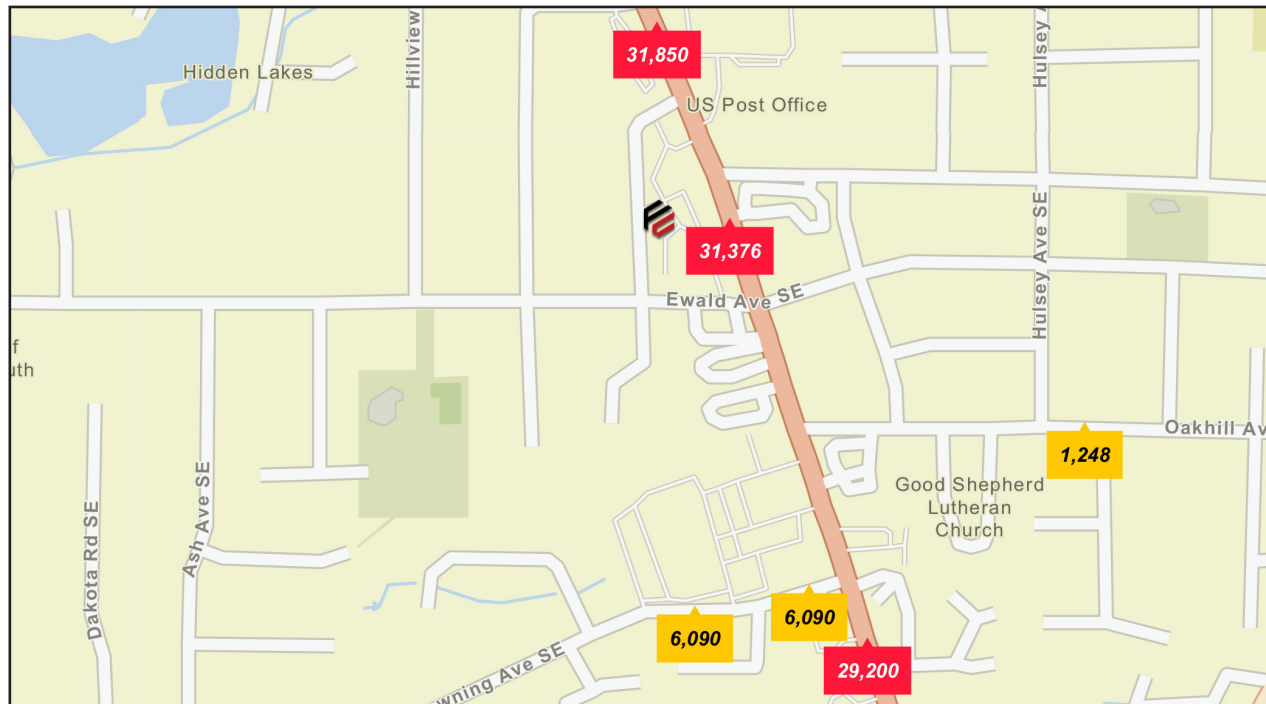 31,850
Hidden Lakes
Hillview
Hulsey A
US Post Office
Hulsey Ave SE
31,376
Ewald Ave SE
f
uth
Oakhill Av
1,248
Ash Ave SE
Dakota Rd SE
Good Shepherd
Lutheran
Church
6,090
6,090
wning Ave SE
29,200